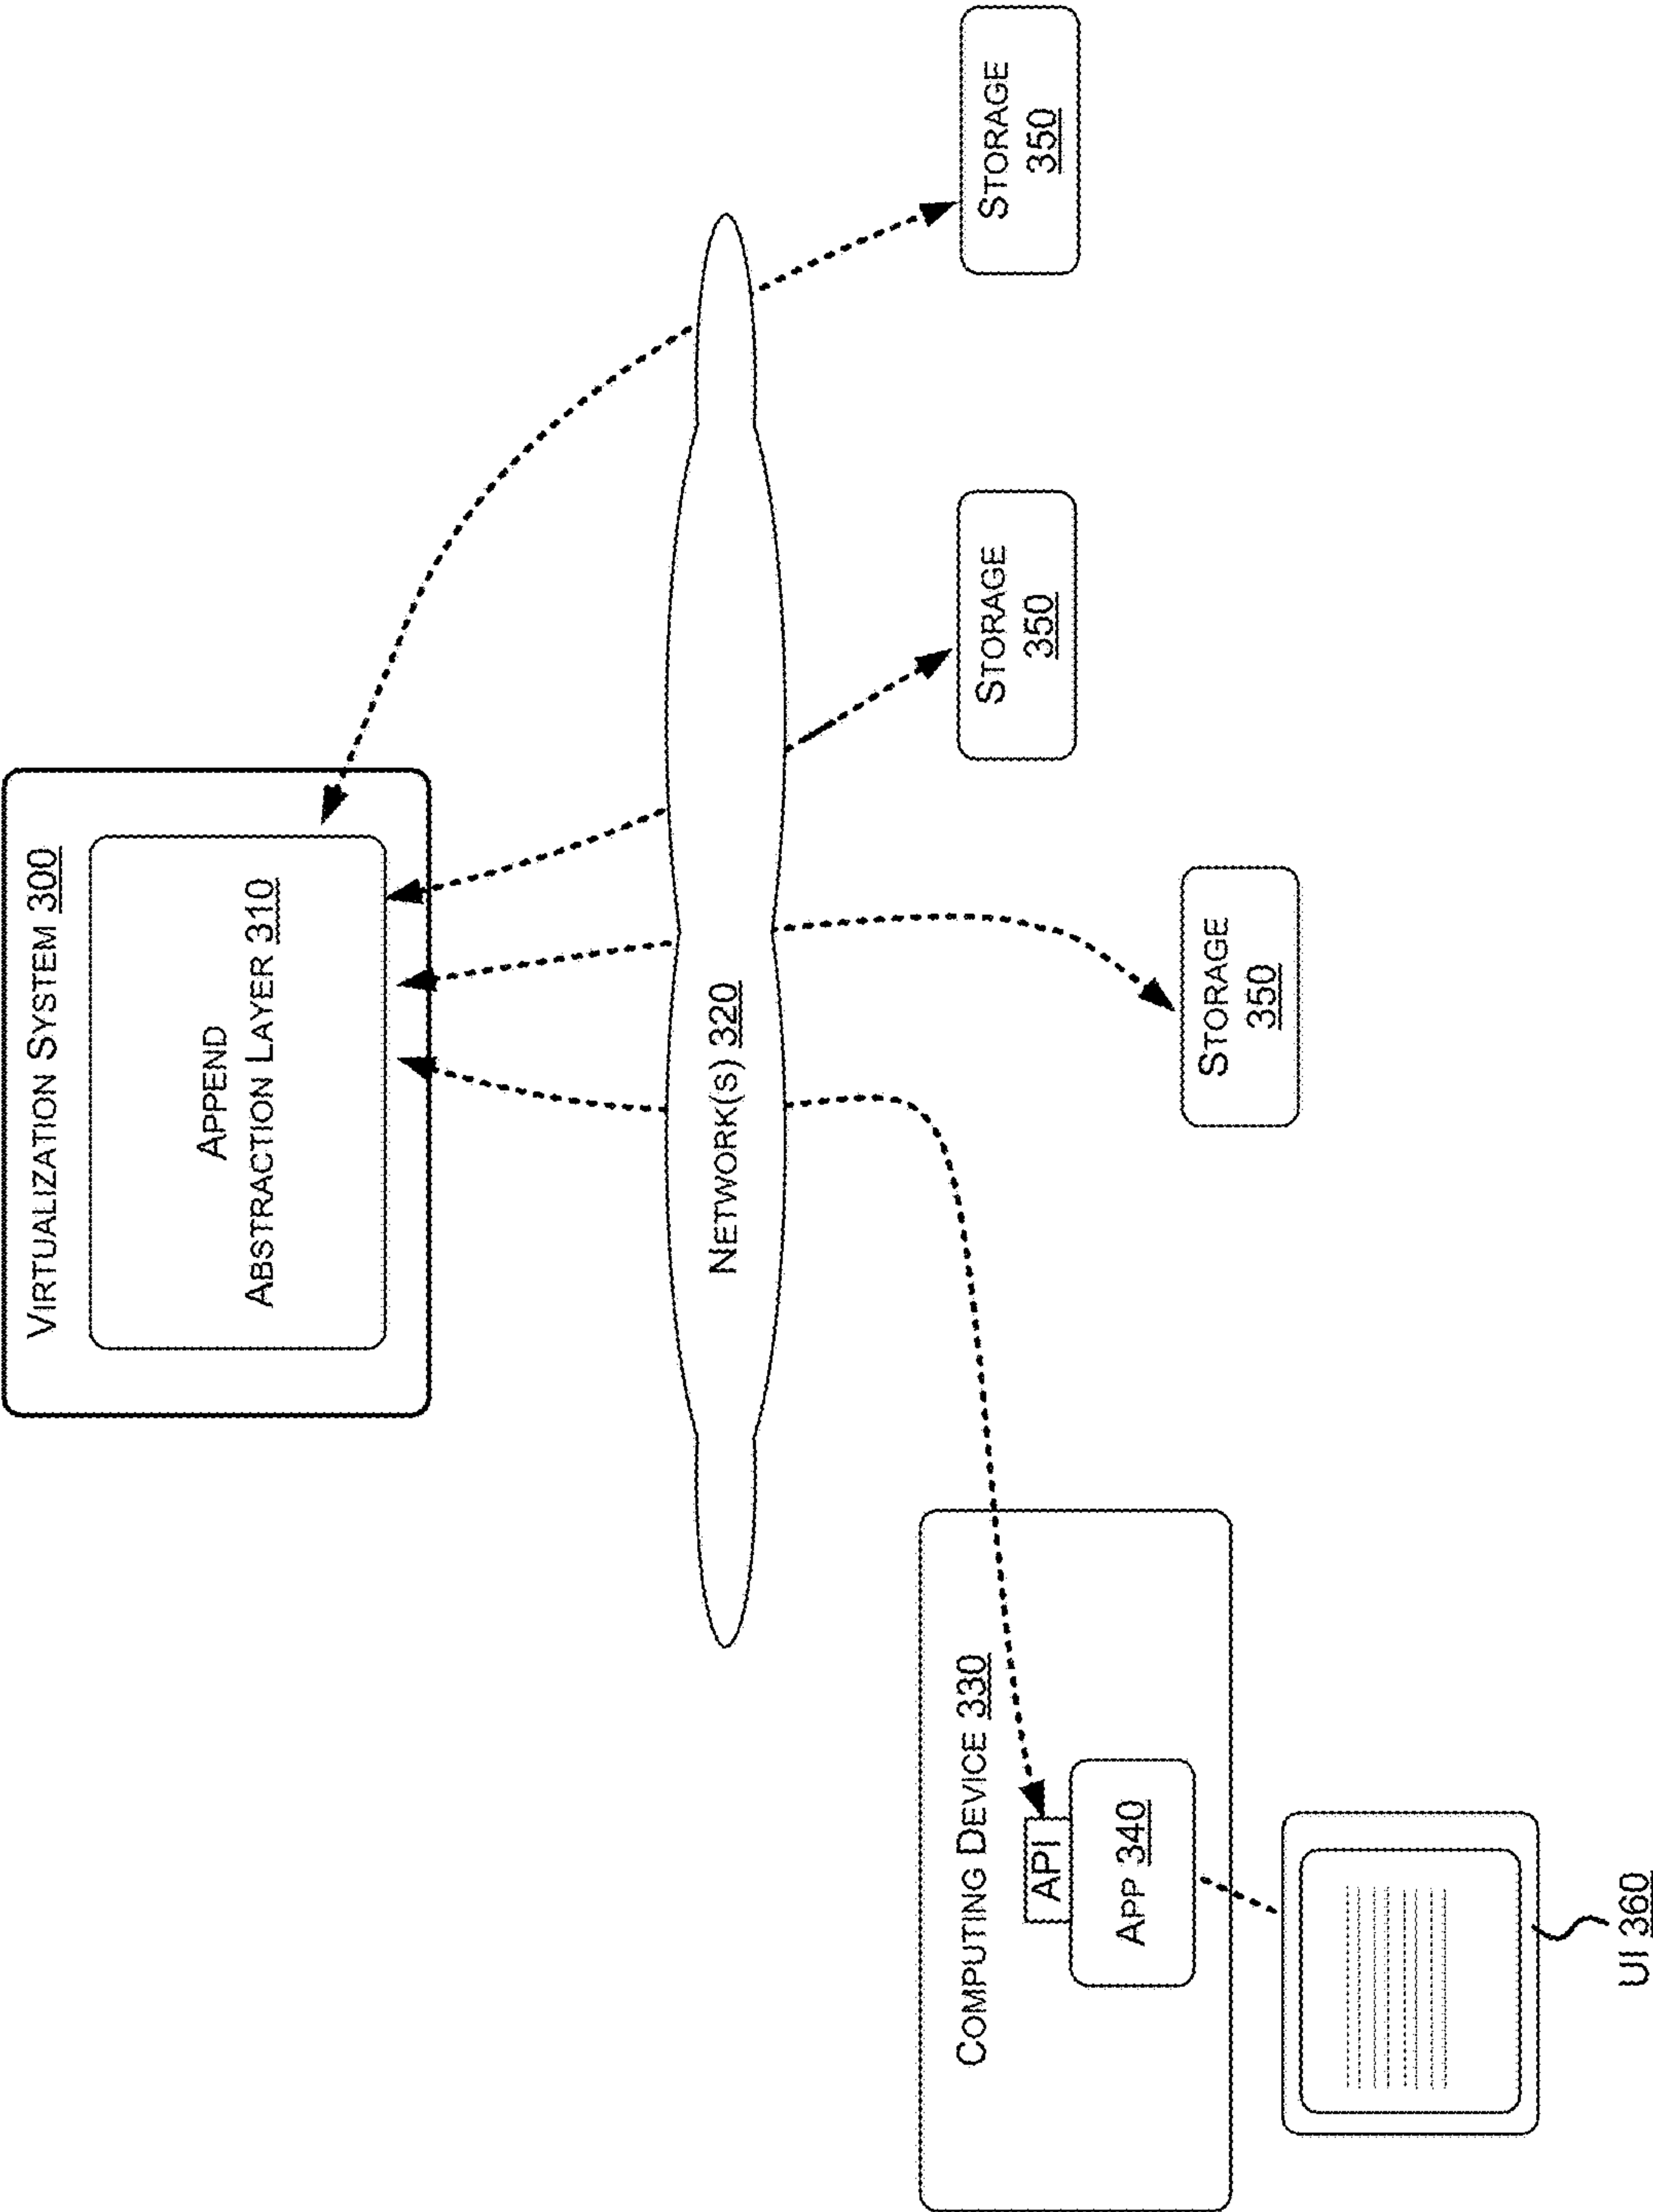 VIRTUALIZATION SYSTEM 300
APPEND
ABSTRACTION LAYER 310
NETWORK(S) 320
COMPUTING DEVICE 330
API
APP 340
UI 360
STORAGE
350
STORAGE
350
STORAGE
350